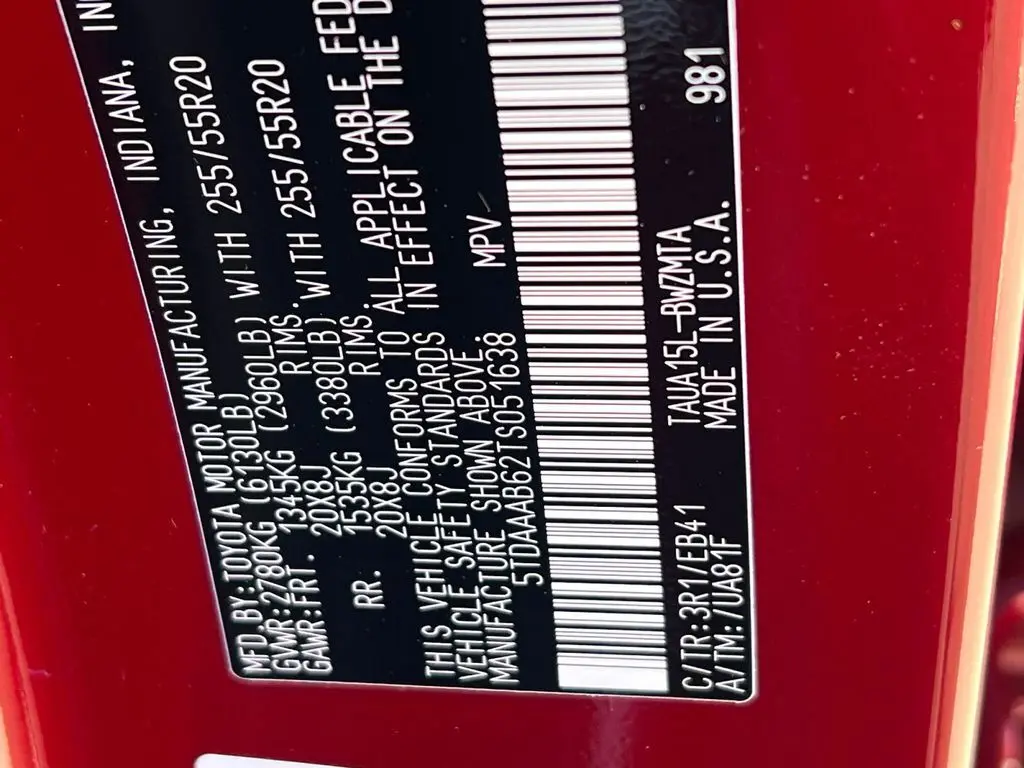 MFD.BY:TOYOTA MOTOR MANUFACTURING, INDIANA,
GVWR:2780KG (6130LB)
GAWR:FRT. 1345KG (2960LB) WITH 255/55R20
20X8J RIMS.
RR. 1535KG (3380LB) WITH 255/55R20
20X8J RIMS.
THIS VEHICLE CONFORMS TO ALL APPLICABLE FED
VEHICLE SAFETY STANDARDS IN EFFECT ON THE D
MANUFACTURE SHOWN ABOVE.
5TDAAAB62TS051638 MPV
C/TR:3R1/EB41 TAUA15L-BWZMTA 981
A/TM:/UA81F MADE IN U.S.A.